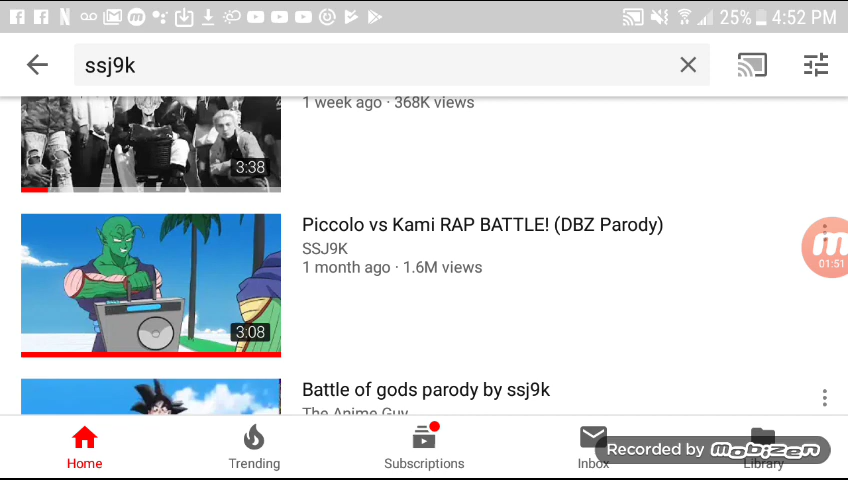 25% 4:52 PM
ssj9k
1 week ago · 368K views
3:38
Piccolo vs Kami RAP BATTLE! (DBZ Parody)
SSJ9K
1 month ago · 1.6M views
3:08
01:51
Battle of gods parody by ssj9k
The Anime Guy
Home
Trending
Subscriptions
Inbox
Library
Recorded by Mobizen